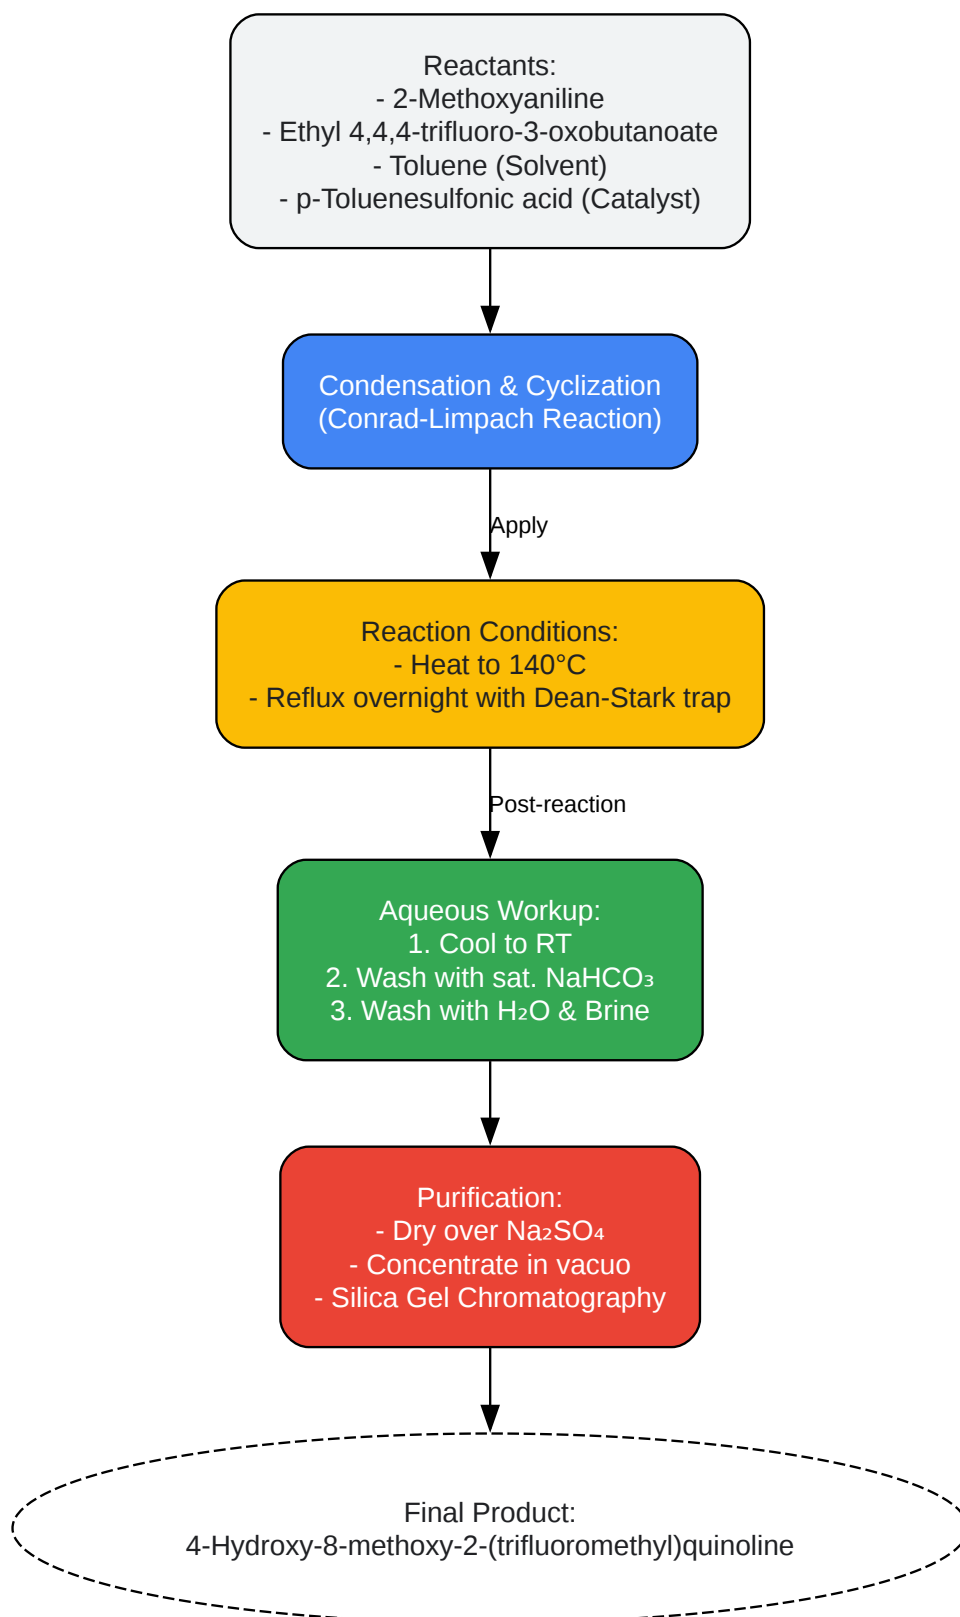 Reactants:
- 2-Methoxyaniline
- Ethyl 4,4,4-trifluoro-3-oxobutanoate
- Toluene (Solvent)
- p-Toluenesulfonic acid (Catalyst)
Condensation & Cyclization
(Conrad-Limpach Reaction)
Apply
Reaction Conditions:
- Heat to 140°C
- Reflux overnight with Dean-Stark trap
Post-reaction
Aqueous Workup:
1. Cool to RT
2. Wash with sat. NaHCO₃
3. Wash with H₂O & Brine
Purification:
- Dry over Na₂SO₄
- Concentrate in vacuo
- Silica Gel Chromatography
Final Product:
4-Hydroxy-8-methoxy-2-(trifluoromethyl)quinoline